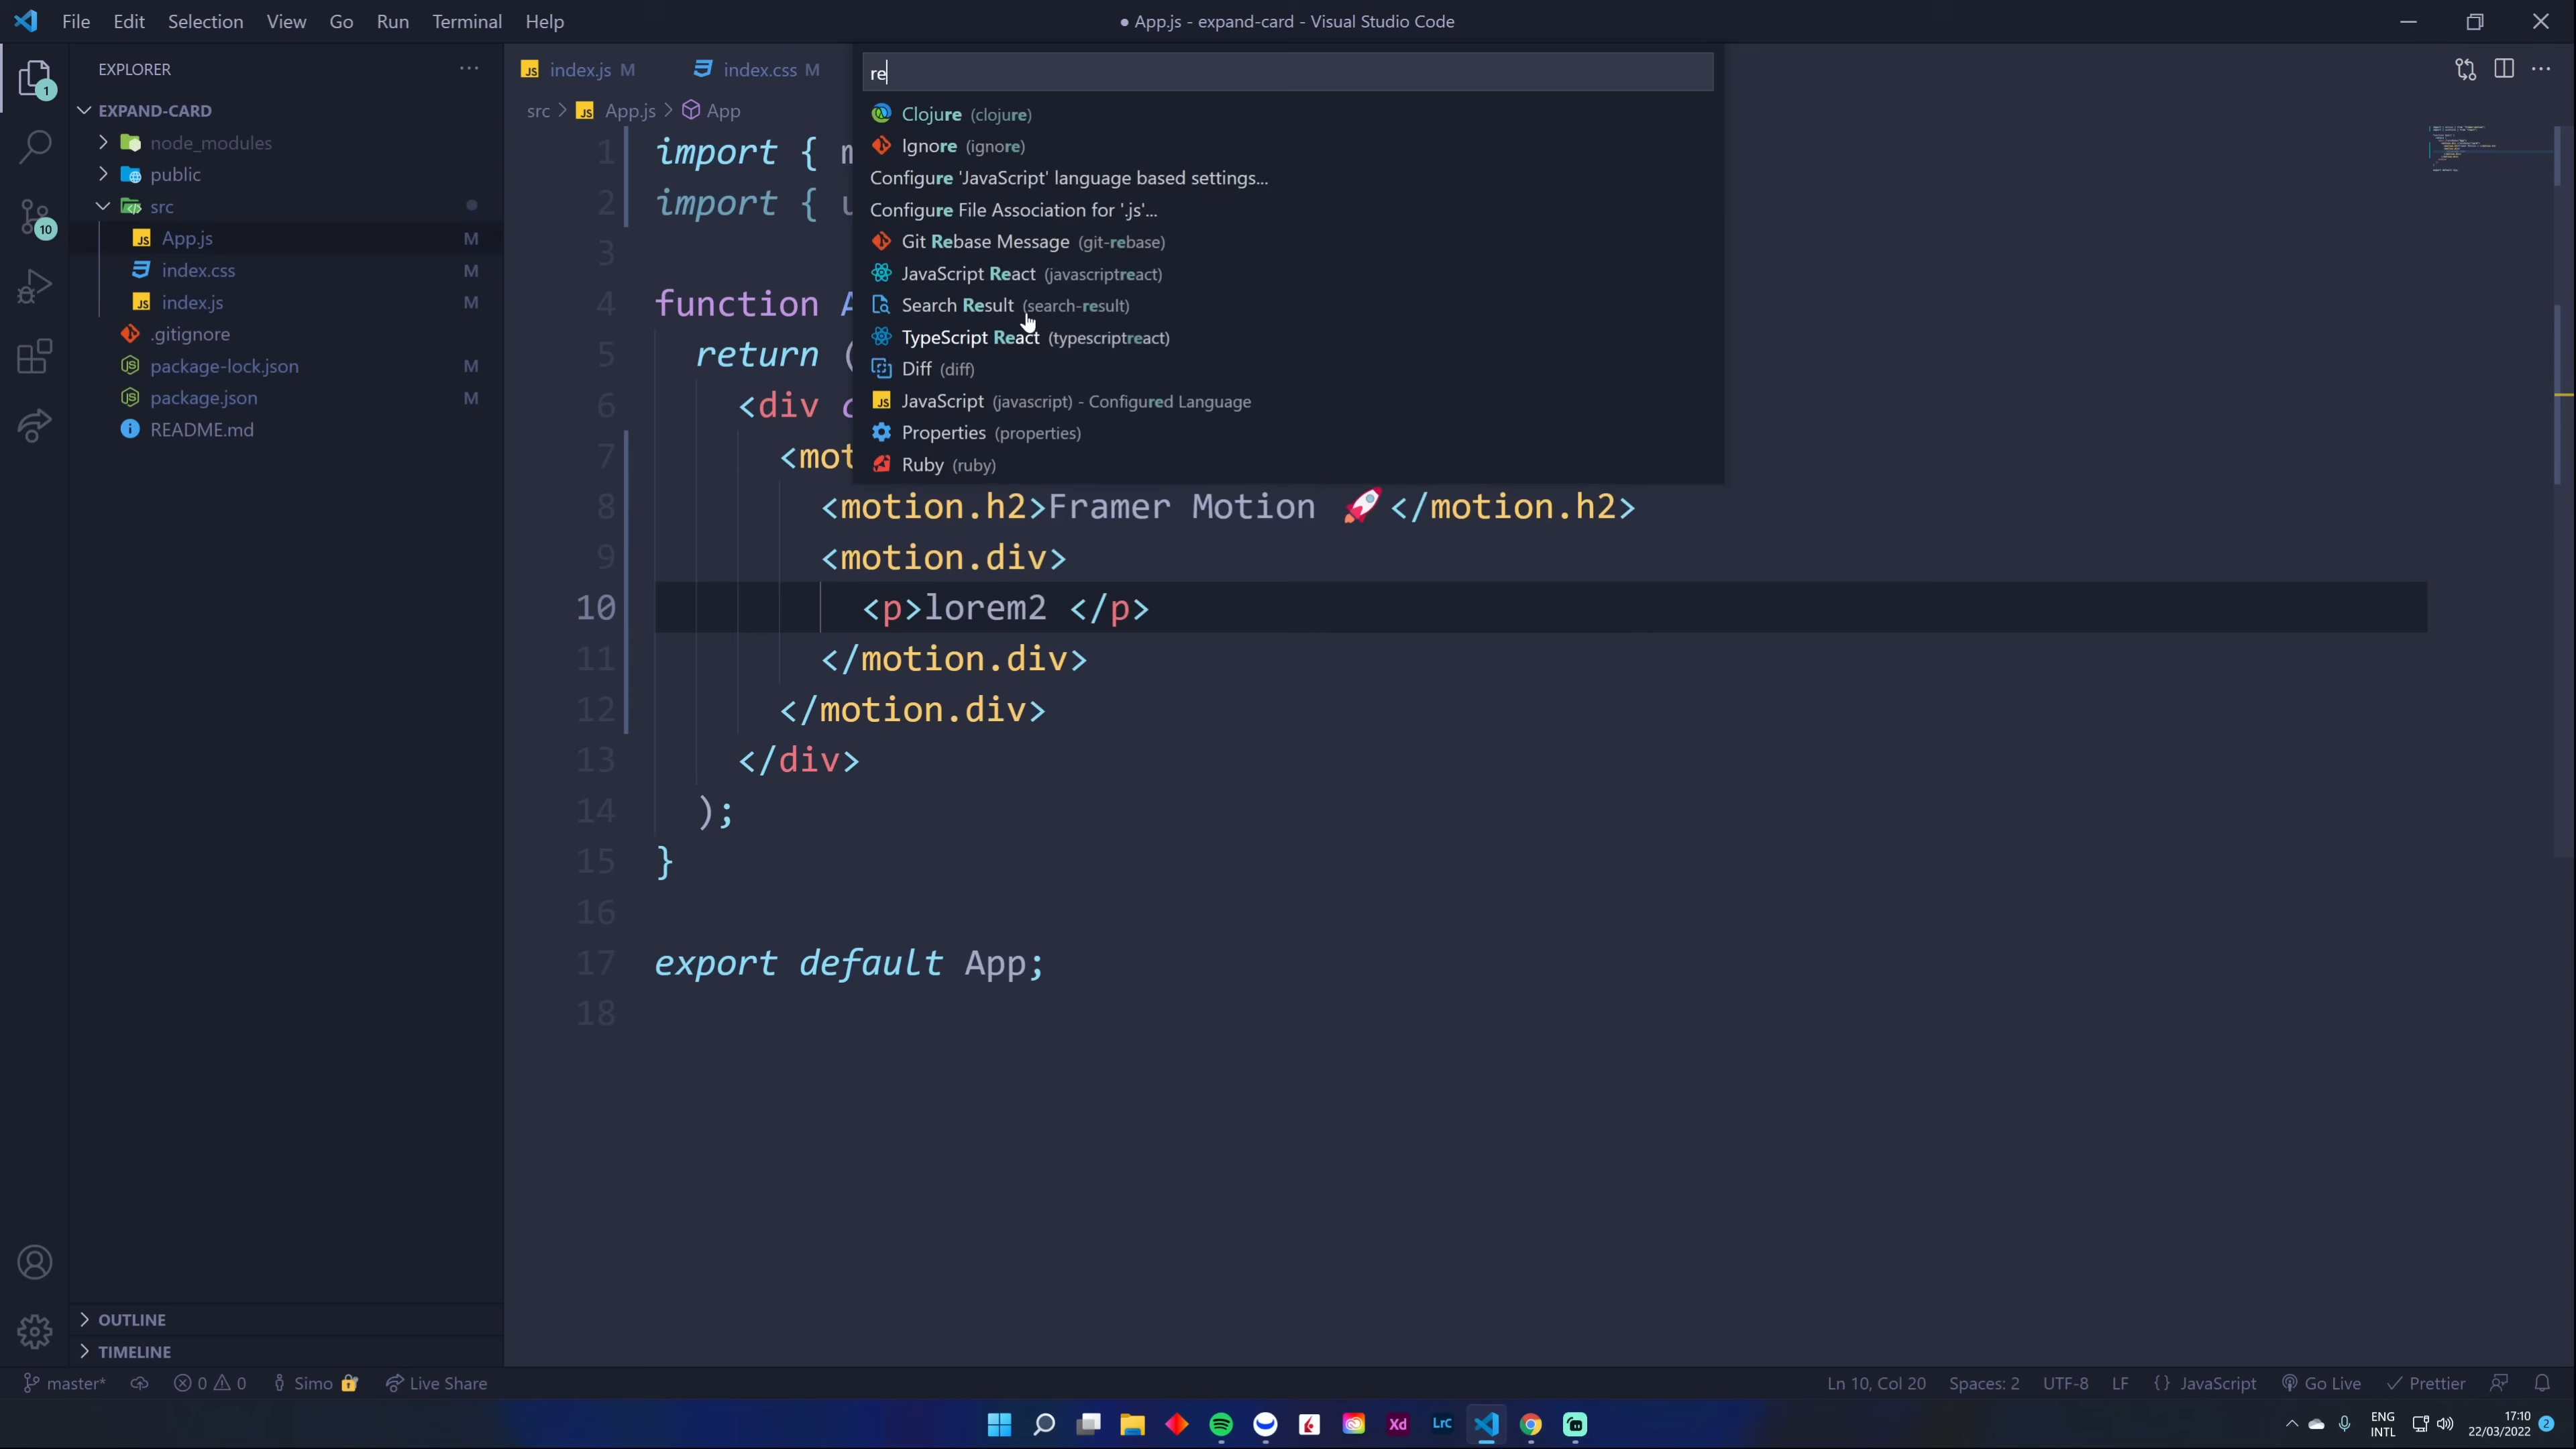 File Edit Selection View Go Run Terminal Help
● App.js - expand-card - Visual Studio Code
EXPLORER
EXPAND-CARD
node_modules
public
src
App.js M
index.css M
index.js M
.gitignore
package-lock.json M
package.json M
README.md
OUTLINE
TIMELINE
1
10
index.js M
index.css M
src > App.js > App
re
Clojure (clojure)
Ignore (ignore)
Configure 'JavaScript' language based settings...
Configure File Association for '.js'...
Git Rebase Message (git-rebase)
JavaScript React (javascriptreact)
Search Result (search-result)
TypeScript React (typescriptreact)
Diff (diff)
JavaScript (javascript) - Configured Language
Properties (properties)
Ruby (ruby)
1 import { m
2 import { u
3
4 function A
5 return (
6 <div c
7 <mot
8 <motion.h2>Framer Motion 🚀</motion.h2>
9 <motion.div>
10 <p>lorem2 </p>
11 </motion.div>
12 </motion.div>
13 </div>
14 );
15 }
16
17 export default App;
18
master* 0 0 Simo Live Share
Ln 10, Col 20 Spaces: 2 UTF-8 LF {} JavaScript Go Live Prettier
Xd LrC
ENG
INTL
17:10
22/03/2022
2